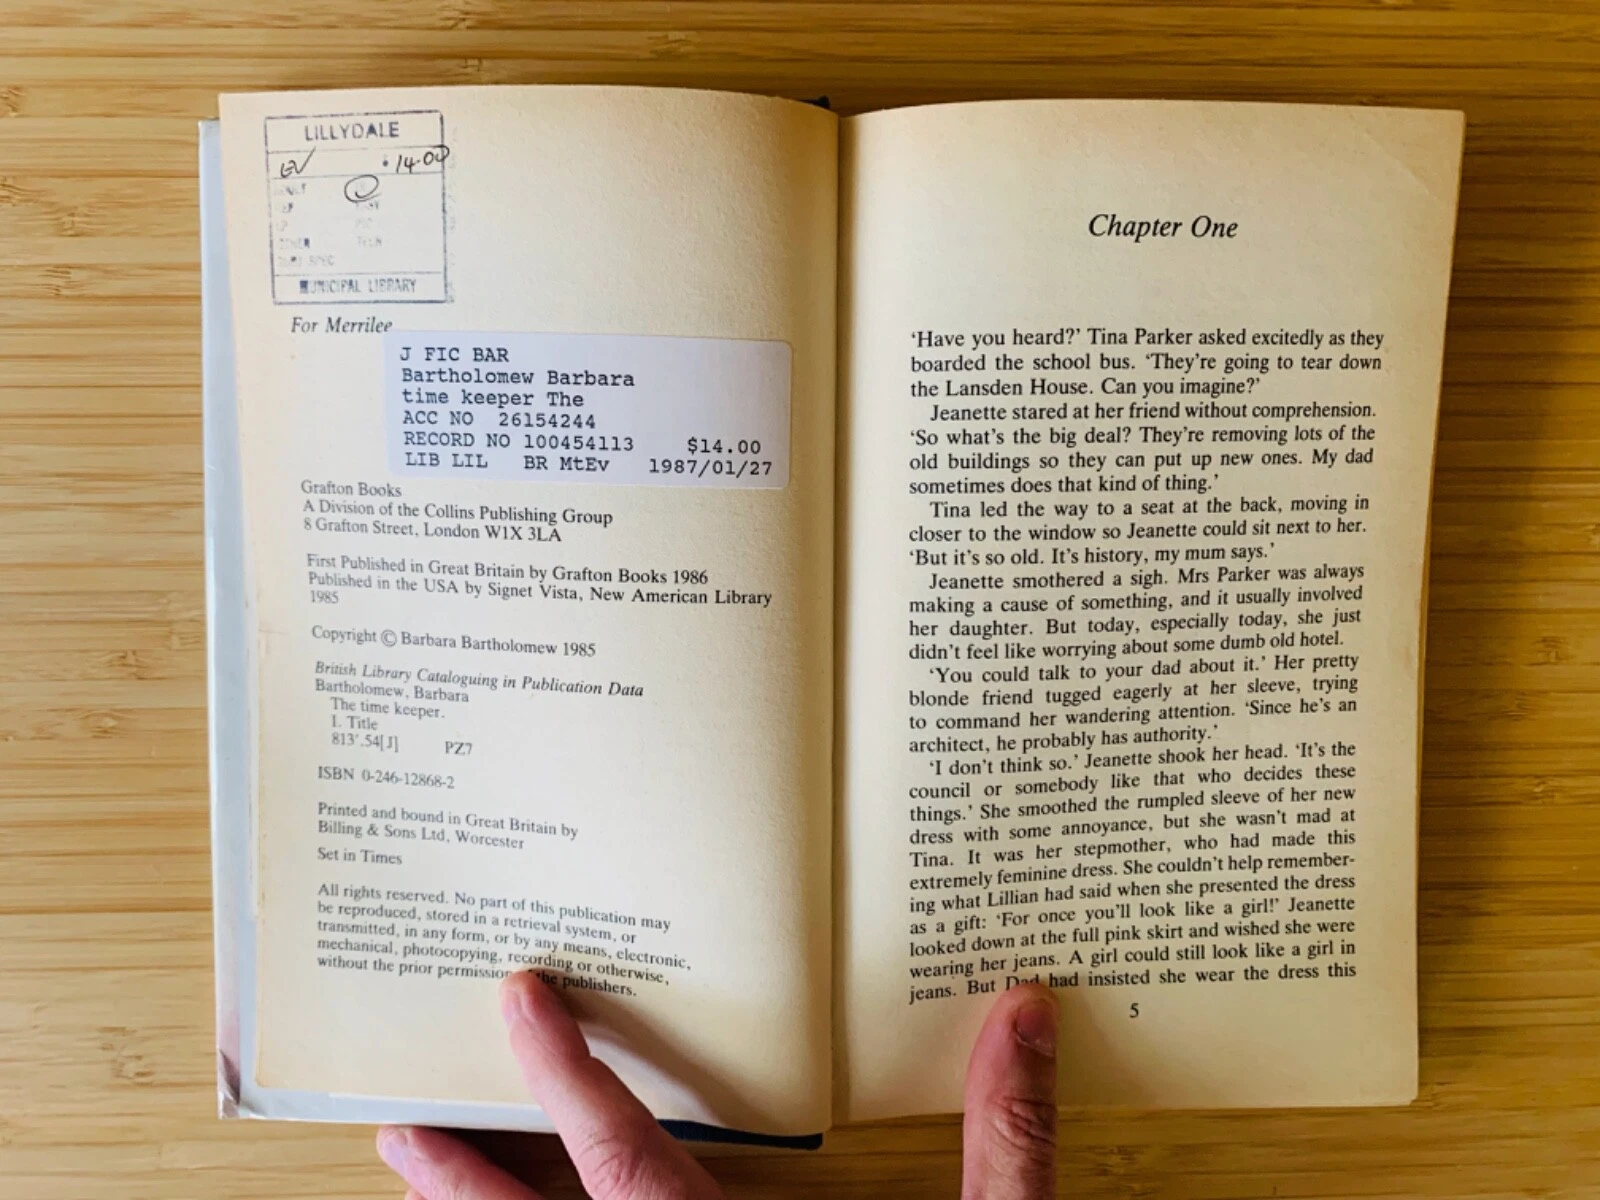 LILLYDALE
14.00
MUNICIPAL LIBRARY
For Merrilee
J FIC BAR
Bartholomew Barbara
time keeper The
ACC NO 26154244
RECORD NO 100454113 $14.00
LIB LIL BR MtEv 1987/01/27
Grafton Books
A Division of the Collins Publishing Group
8 Grafton Street, London W1X 3LA
First Published in Great Britain by Grafton Books 1986
Published in the USA by Signet Vista, New American Library
1985
Copyright © Barbara Bartholomew 1985
British Library Cataloguing in Publication Data
Bartholomew, Barbara
The time keeper.
I. Title
813'.54[J] PZ7
ISBN 0-246-12868-2
Printed and bound in Great Britain by
Billing & Sons Ltd, Worcester
Set in Times
All rights reserved. No part of this publication may
be reproduced, stored in a retrieval system, or
transmitted, in any form, or by any means, electronic,
mechanical, photocopying, recording or otherwise,
without the prior permission the publishers.
Chapter One
‘Have you heard?’ Tina Parker asked excitedly as they
boarded the school bus. ‘They’re going to tear down
the Lansden House. Can you imagine?’
Jeanette stared at her friend without comprehension.
‘So what’s the big deal? They’re removing lots of the
old buildings so they can put up new ones. My dad
sometimes does that kind of thing.’
Tina led the way to a seat at the back, moving in
closer to the window so Jeanette could sit next to her.
‘But it’s so old. It’s history, my mum says.’
Jeanette smothered a sigh. Mrs Parker was always
making a cause of something, and it usually involved
her daughter. But today, especially today, she just
didn’t feel like worrying about some dumb old hotel.
‘You could talk to your dad about it.’ Her pretty
blonde friend tugged eagerly at her sleeve, trying
to command her wandering attention. ‘Since he’s an
architect, he probably has authority.’
‘I don’t think so.’ Jeanette shook her head. ‘It’s the
council or somebody like that who decides these
things.’ She smoothed the rumpled sleeve of her new
dress with some annoyance, but she wasn’t mad at
Tina. It was her stepmother, who had made this
extremely feminine dress. She couldn’t help remember-
ing what Lillian had said when she presented the dress
as a gift: ‘For once you’ll look like a girl!’ Jeanette
looked down at the full pink skirt and wished she were
wearing her jeans. A girl could still look like a girl in
jeans. But Dad had insisted she wear the dress this
5